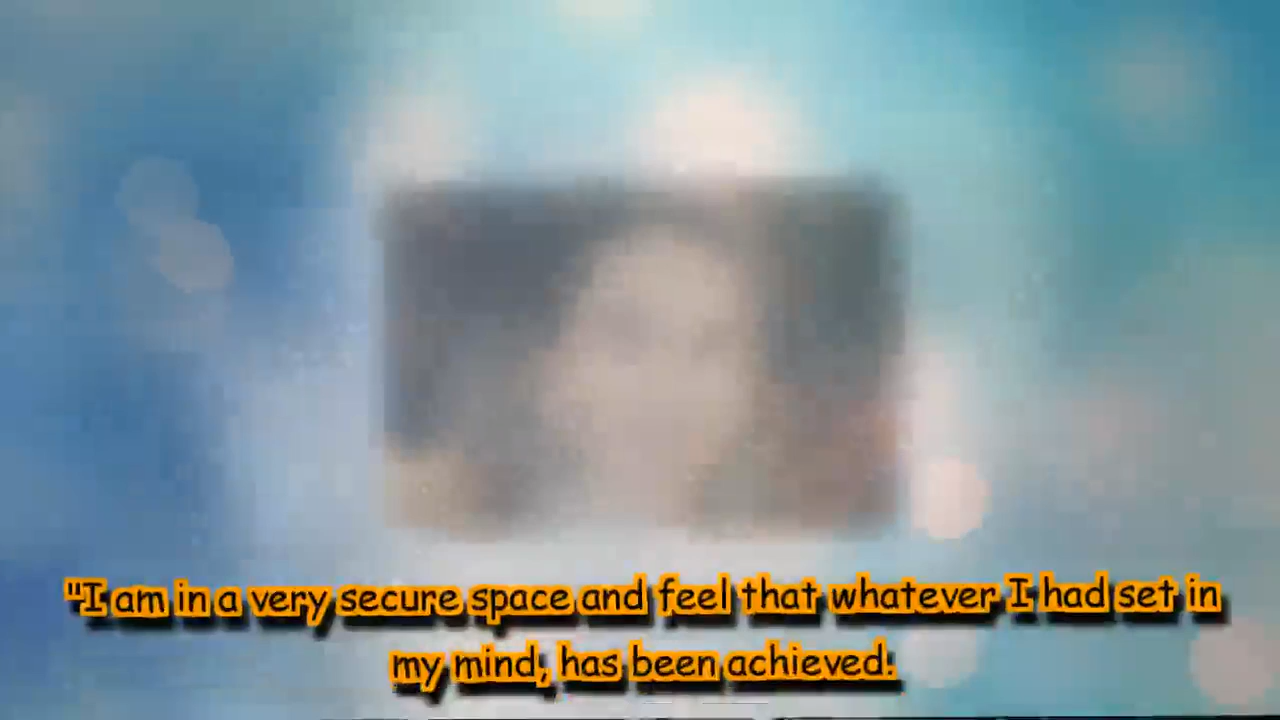 "I am in a very secure space and feel that whatever I had set in
my mind, has been achieved.